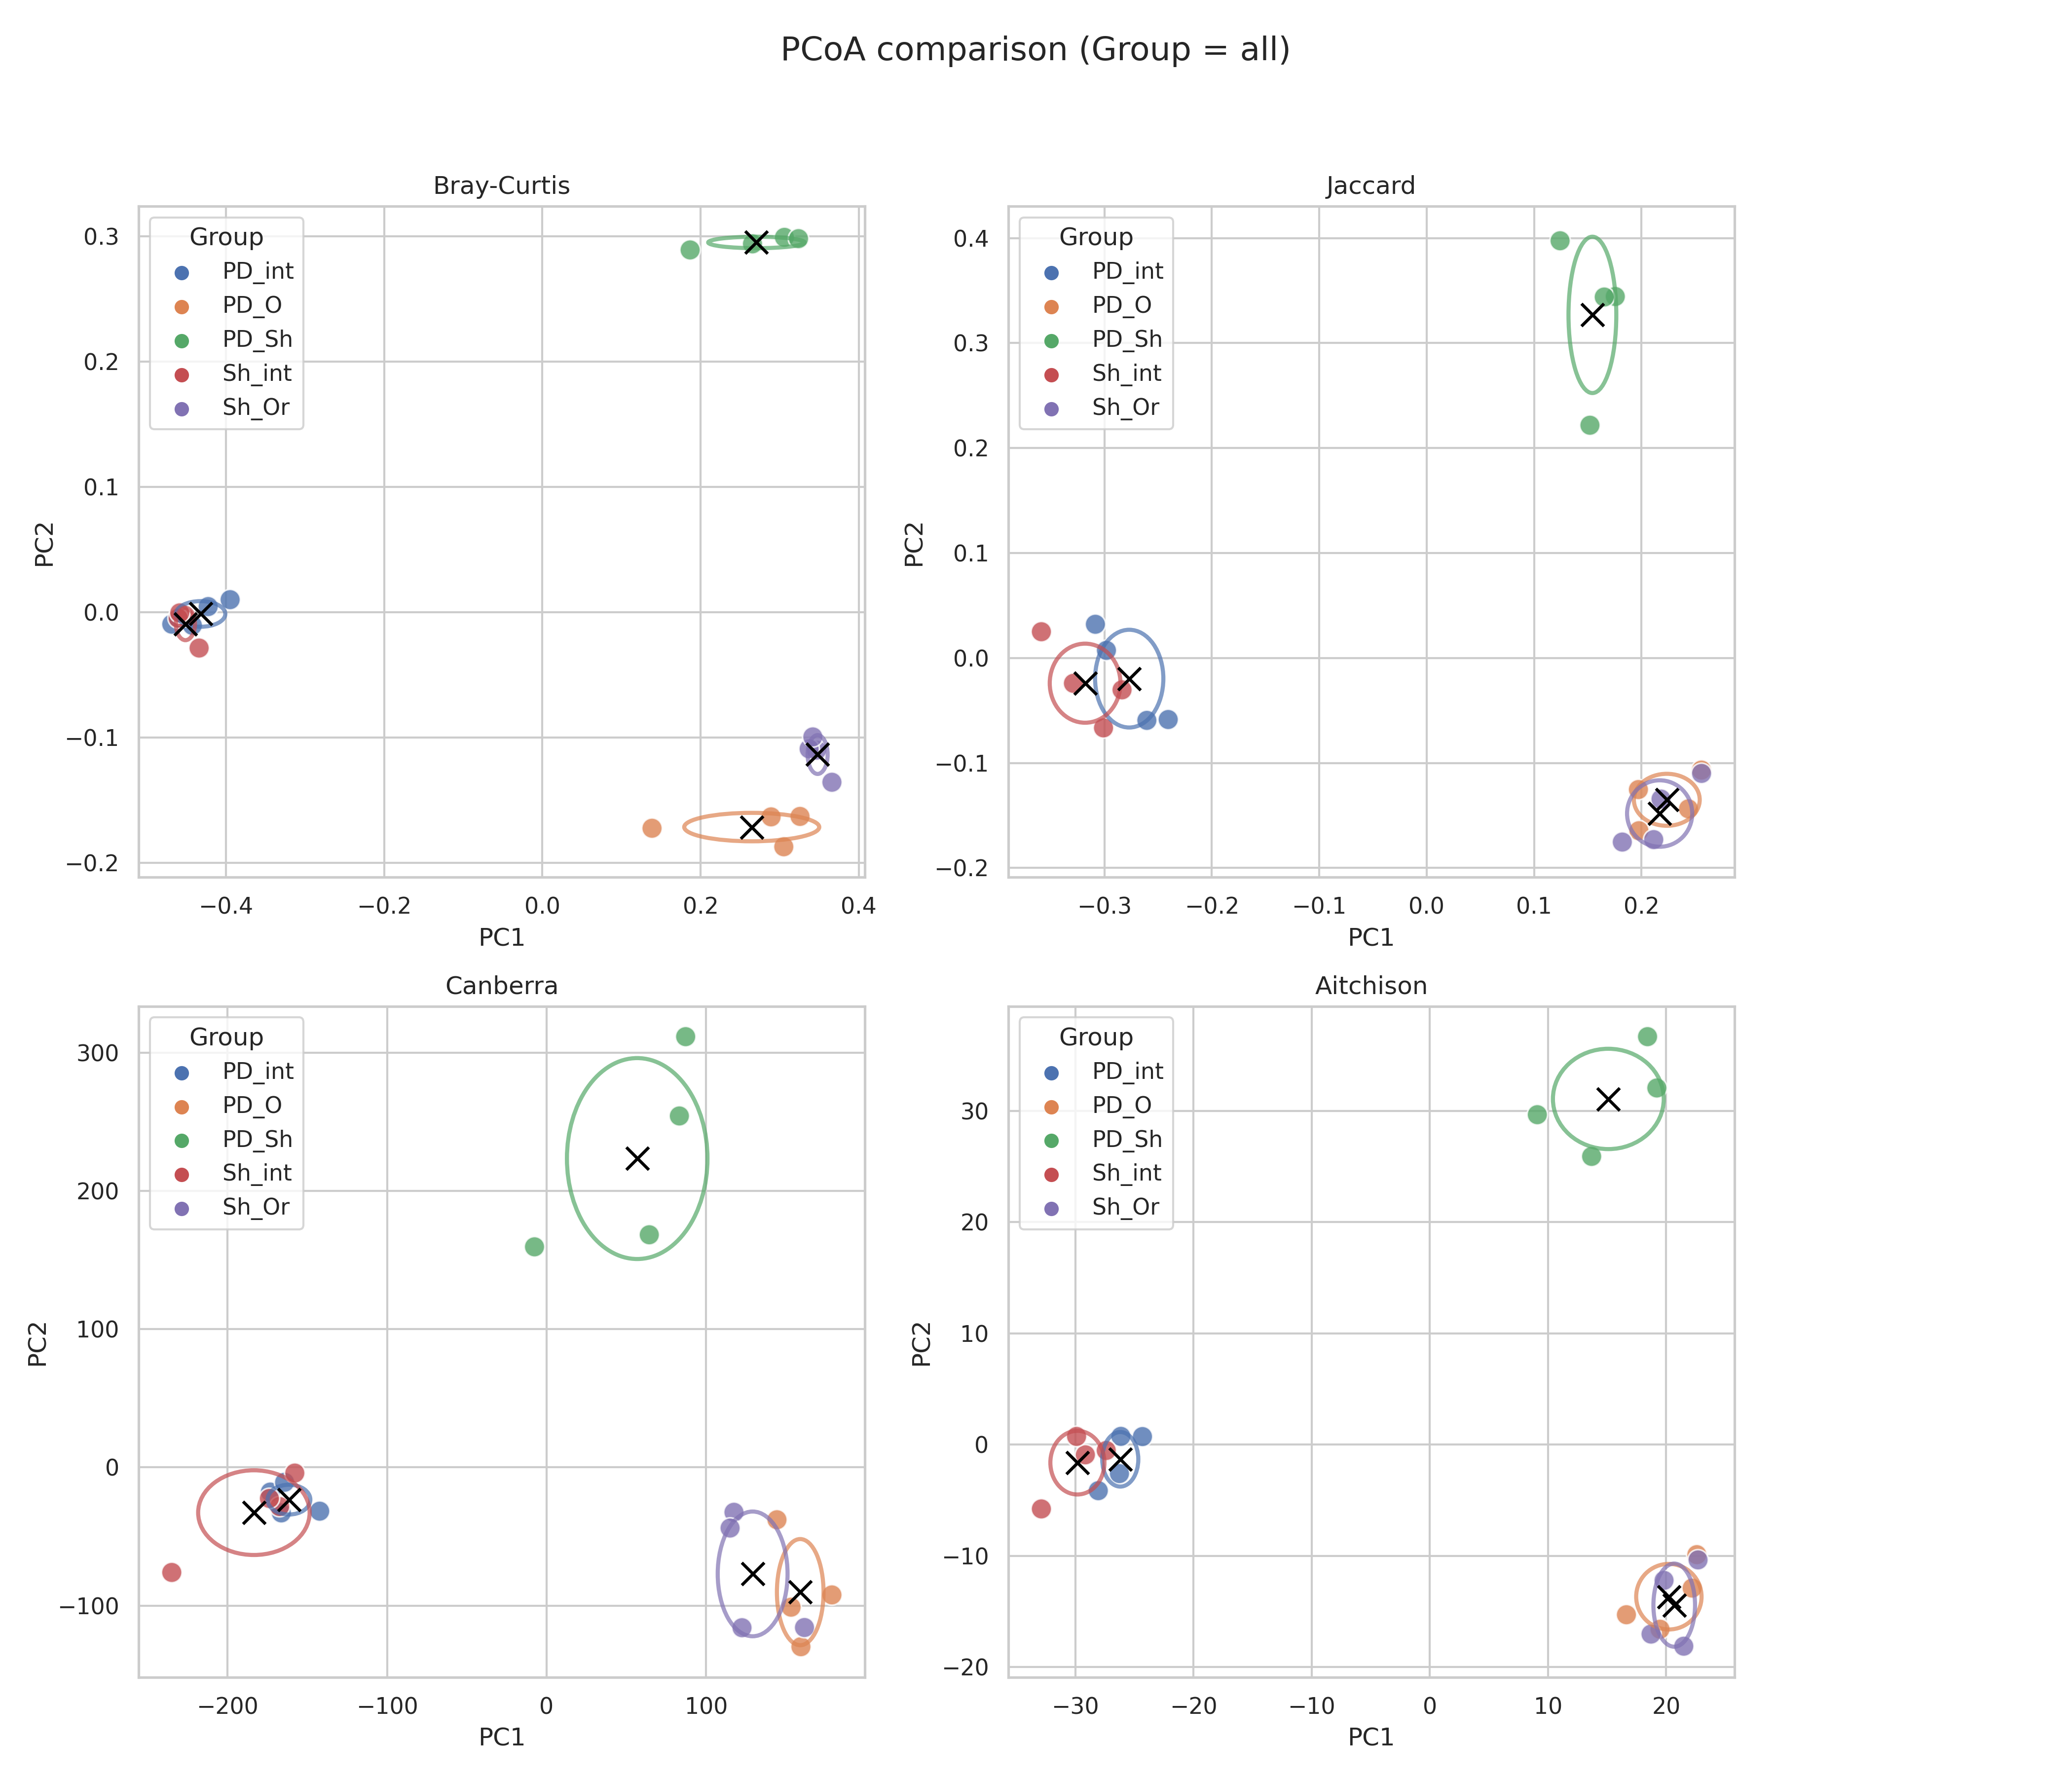 PCoA comparison (Group = all)
Bray-Curtis
Group
PD_int
PD_O
PD_Sh
Sh_int
Sh_Or
PC2
0.3
0.2
0.1
0.0
−0.1
−0.2
−0.4
−0.2
0.0
0.2
0.4
PC1
Jaccard
Group
PD_int
PD_O
PD_Sh
Sh_int
Sh_Or
PC2
0.4
0.3
0.2
0.1
0.0
−0.1
−0.2
−0.3
−0.2
−0.1
0.0
0.1
0.2
PC1
Canberra
Group
PD_int
PD_O
PD_Sh
Sh_int
Sh_Or
PC2
300
200
100
0
−100
−200
−100
0
100
PC1
Aitchison
Group
PD_int
PD_O
PD_Sh
Sh_int
Sh_Or
PC2
30
20
10
0
−10
−20
−30
−20
−10
0
10
20
PC1